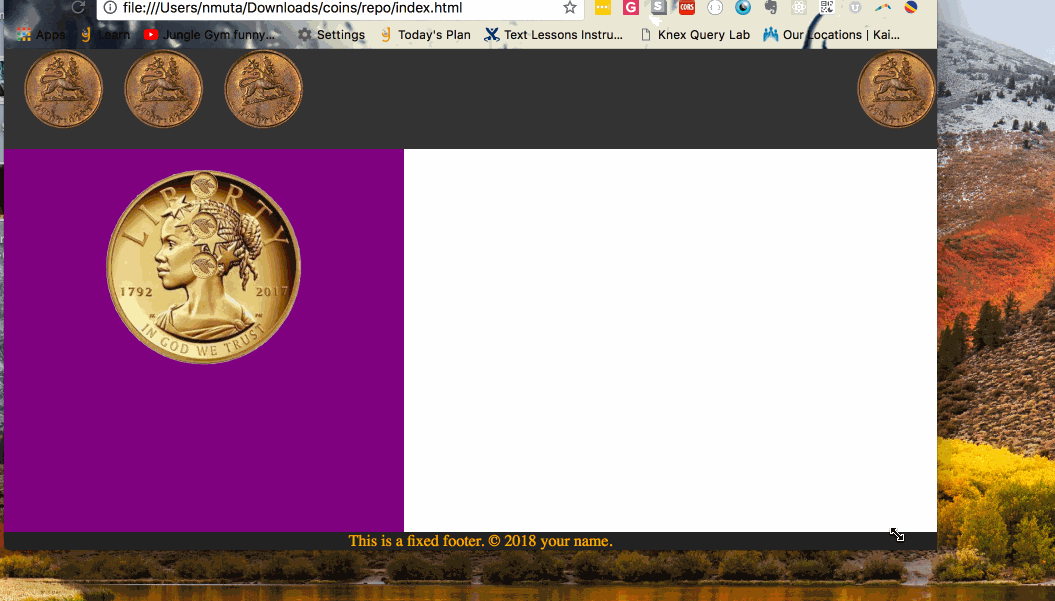 file:///Users/nmuta/Downloads/coins/repo/index.html
Apps Learn Jungle Gym funny... Settings Today's Plan Text Lessons Instru... Knex Query Lab Our Locations | Kai...
G S CORS U
LIBERTY
1792 2017
IN GOD WE TRUST
This is a fixed footer. © 2018 your name.